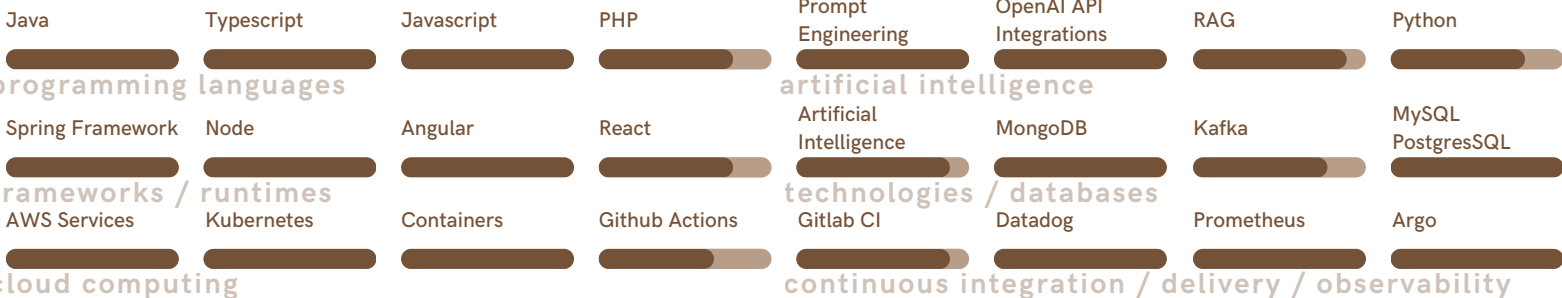 Java
Typescript
Javascript
PHP
Prompt
Engineering
OpenAI API
Integrations
RAG
Python
programming languages
artificial intelligence
Spring Framework
Node
Angular
React
Artificial
Intelligence
MongoDB
Kafka
MySQL
PostgresSQL
rameworks / runtimes
technologies / databases
AWS Services
Kubernetes
Containers
Github Actions
Gitlab CI
Datadog
Prometheus
Argo
cloud computing
continuous integration / delivery / observability